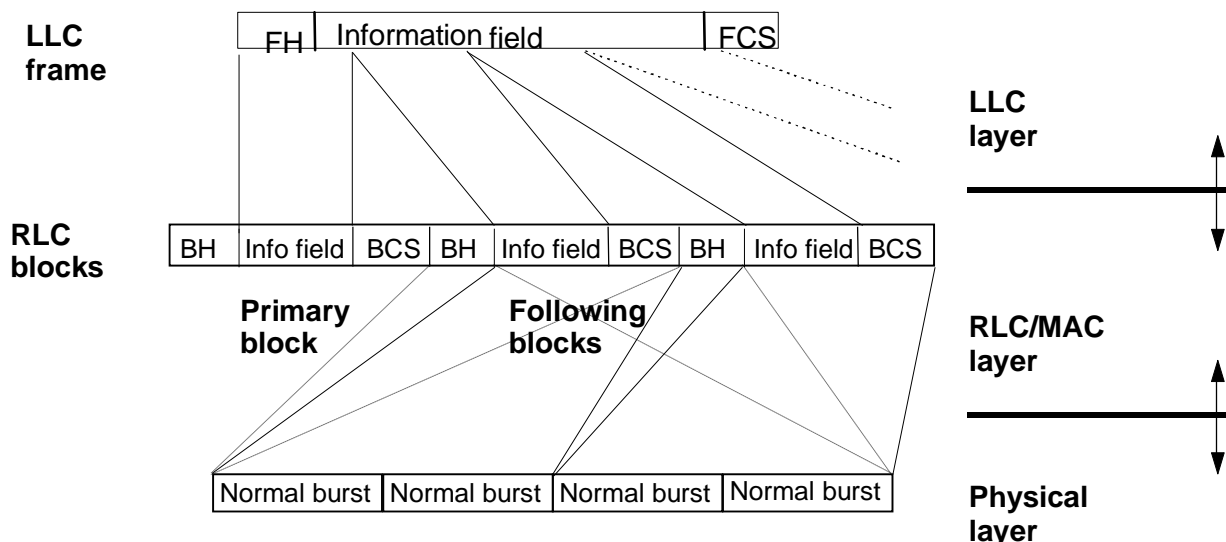 LLC
frame
FH Information field FCS
LLC
layer
RLC
blocks
BH Info field BCS BH Info field BCS BH Info field BCS
Primary
block
Following
blocks
RLC/MAC
layer
Normal burst Normal burst Normal burst Normal burst
Physical
layer